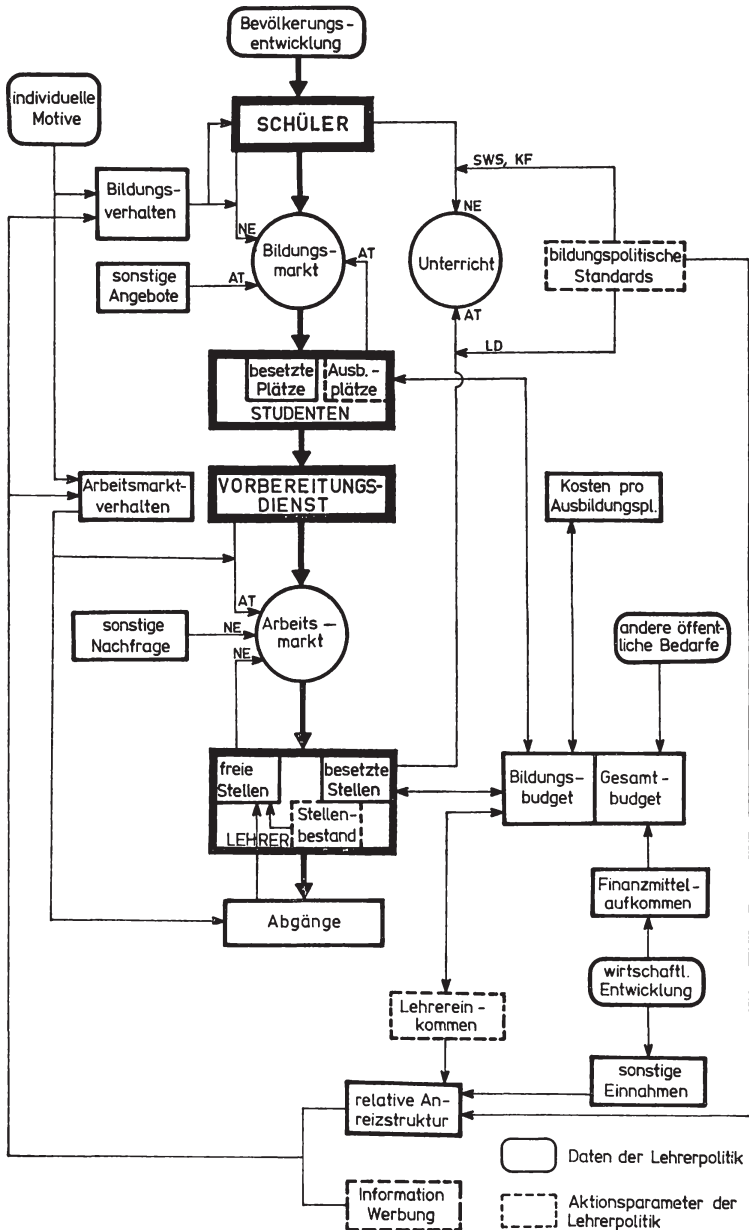 Bevölkerungs-
entwicklung
individuelle
Motive
SCHÜLER
SWS, KF
Bildungs-
verhalten
NE
NE
Bildungs-
markt
AT
Unterricht
bildungspolitische
Standards
sonstige
Angebote
AT
AT
LD
besetzte
Plätze
Ausb.-
plätze
STUDENTEN
Arbeitsmarkt-
verhalten
VORBEREITUNGS-
DIENST
Kosten pro
Ausbildungspl.
AT
sonstige
Nachfrage
NE
Arbeits-
markt
NE
andere öffent-
liche Bedarfe
freie
Stellen
besetzte
Stellen
Stellen-
bestand
LEHRER
Bildungs-
budget
Gesamt-
budget
Abgänge
Finanzmittel-
aufkommen
wirtschaftl.
Entwicklung
Lehrerein-
kommen
sonstige
Einnahmen
relative An-
reizstruktur
Daten der Lehrerpolitik
Information
Werbung
Aktionsparameter der
Lehrerpolitik